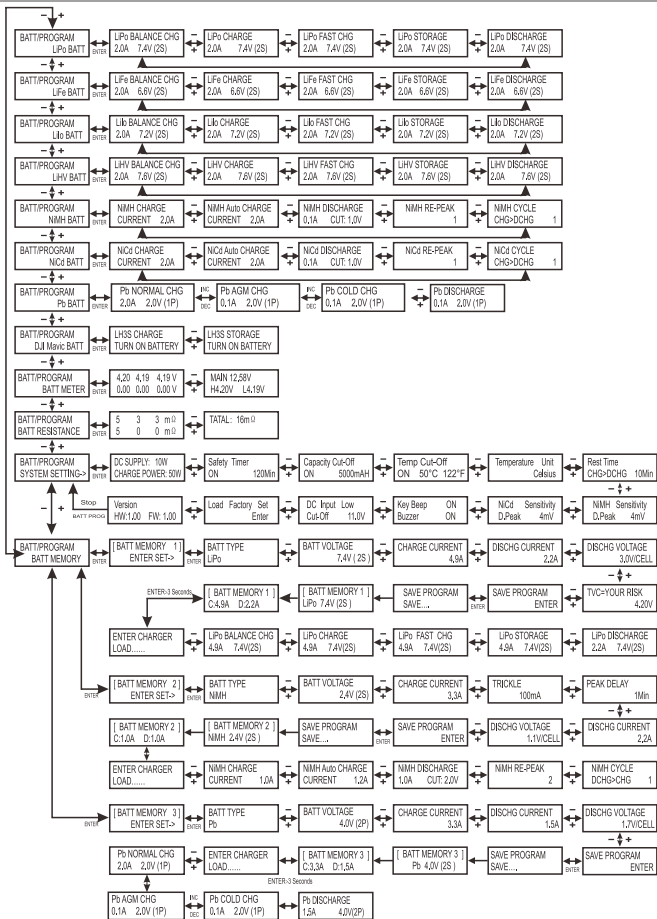 - +
BATT/PROGRAM
LiPo BATT
ENTER
LiPo BALANCE CHG
2.0A 7.4V (2S)
LiPo CHARGE
2.0A 7.4V (2S)
LiPo FAST CHG
2.0A 7.4V (2S)
LiPo STORAGE
2.0A 7.4V (2S)
LiPo DISCHARGE
2.0A 7.4V (2S)
- +
BATT/PROGRAM
LiFe BATT
ENTER
LiFe BALANCE CHG
2.0A 6.6V (2S)
LiFe CHARGE
2.0A 6.6V (2S)
LiFe FAST CHG
2.0A 6.6V (2S)
LiFe STORAGE
2.0A 6.6V (2S)
LiFe DISCHARGE
2.0A 6.6V (2S)
- +
BATT/PROGRAM
LiIo BATT
ENTER
LiIo BALANCE CHG
2.0A 7.2V (2S)
LiIo CHARGE
2.0A 7.2V (2S)
LiIo FAST CHG
2.0A 7.2V (2S)
LiIo STORAGE
2.0A 7.2V (2S)
LiIo DISCHARGE
2.0A 7.2V (2S)
- +
BATT/PROGRAM
LiHV BATT
ENTER
LiHV BALANCE CHG
2.0A 7.6V (2S)
LiHV CHARGE
2.0A 7.6V (2S)
LiHV FAST CHG
2.0A 7.6V (2S)
LiHV STORAGE
2.0A 7.6V (2S)
LiHV DISCHARGE
2.0A 7.6V (2S)
- +
BATT/PROGRAM
NiMH BATT
ENTER
NiMH CHARGE
CURRENT 2.0A
NiMH Auto CHARGE
CURRENT 2.0A
NiMH DISCHARGE
0.1A CUT: 1.0V
NiMH RE-PEAK
1
NiMH CYCLE
CHG>DCHG 1
- +
BATT/PROGRAM
NiCd BATT
ENTER
NiCd CHARGE
CURRENT 2.0A
NiCd Auto CHARGE
CURRENT 2.0A
NiCd DISCHARGE
0.1A CUT: 1.0V
NiCd RE-PEAK
1
NiCd CYCLE
CHG>DCHG 1
- +
BATT/PROGRAM
Pb BATT
ENTER
Pb NORMAL CHG
2.0A 2.0V (1P)
INC
DEC
Pb AGM CHG
0.1A 2.0V (1P)
INC
DEC
Pb COLD CHG
0.1A 2.0V (1P)
- +
Pb DISCHARGE
0.1A 2.0V (1P)
- +
BATT/PROGRAM
DJI Mavic BATT
ENTER
LH3S CHARGE
TURN ON BATTERY
LH3S STORAGE
TURN ON BATTERY
- +
BATT/PROGRAM
BATT METER
ENTER
4,20 4,19 4,19 V
0.00 0.00 0.00 V
MAIN 12,58V
H4.20V L4.19V
- +
BATT/PROGRAM
BATT RESISTANCE
ENTER
5 3 3 mΩ
5 0 0 mΩ
TATAL: 16mΩ
- +
BATT/PROGRAM
SYSTEM SETTING->
ENTER
DC SUPPLY: 10W
CHARGE POWER: 50W
Safety Timer
ON 120Min
Capacity Cut-Off
ON 5000mAH
Temp Cut-Off
ON 50°C 122°F
Temperature Unit
Celsius
Rest Time
CHG>DCHG 10Min
- +
Stop
BATT PROG
Version
HW:1.00 FW: 1.00
Load Factory Set
Enter
DC Input Low
Cut-Off 11.0V
Key Beep ON
Buzzer ON
NiCd Sensitivity
D.Peak 4mV
NiMH Sensitivity
D.Peak 4mV
BATT/PROGRAM
BATT MEMORY
ENTER
[ BATT MEMORY 1 ]
ENTER SET->
ENTER
BATT TYPE
LiPo
BATT VOLTAGE
7,4V ( 2S )
CHARGE CURRENT
4,9A
DISCHG CURRENT
2,2A
DISCHG VOLTAGE
3,0V/CELL
- +
ENTER>3 Seconds
[ BATT MEMORY 1 ]
C:4.9A D:2.2A
[ BATT MEMORY 1 ]
LiPo 7.4V (2S )
SAVE PROGRAM
SAVE....
ENTER
SAVE PROGRAM
ENTER
TVC=YOUR RISK
4.20V
ENTER CHARGER
LOAD......
LiPo BALANCE CHG
4.9A 7.4V(2S)
LiPo CHARGE
4.9A 7.4V(2S)
LiPo FAST CHG
4.9A 7.4V(2S)
LiPo STORAGE
4.9A 7.4V(2S)
LiPo DISCHARGE
2.2A 7.4V(2S)
ENTER
[ BATT MEMORY 2 ]
ENTER SET->
ENTER
BATT TYPE
NiMH
BATT VOLTAGE
2,4V (2S)
CHARGE CURRENT
3,3A
TRICKLE
100mA
PEAK DELAY
1Min
- +
[ BATT MEMORY 2 ]
C:1.0A D:1.0A
[ BATT MEMORY 2 ]
NiMH 2.4V (2S )
SAVE PROGRAM
SAVE....
ENTER
SAVE PROGRAM
ENTER
DISCHG VOLTAGE
1.1V/CELL
DISCHG CURRENT
2,2A
ENTER CHARGER
LOAD......
NiMH CHARGE
CURRENT 1.0A
NiMH Auto CHARGE
CURRENT 1.2A
NiMH DISCHARGE
1.0A CUT: 2.0V
NiMH RE-PEAK
2
NiMH CYCLE
DCHG>CHG 1
ENTER
[ BATT MEMORY 3 ]
ENTER SET->
ENTER
BATT TYPE
Pb
BATT VOLTAGE
4.0V (2P)
CHARGE CURRENT
3.3A
DISCHG CURRENT
1.5A
DISCHG VOLTAGE
1.7V/CELL
- +
Pb NORMAL CHG
2.0A 2.0V (1P)
ENTER CHARGER
LOAD......
ENTER>3 Seconds
[ BATT MEMORY 3 ]
C:3,3A D:1,5A
[ BATT MEMORY 3 ]
Pb 4,0V (2S )
SAVE PROGRAM
SAVE....
ENTER
SAVE PROGRAM
ENTER
Pb AGM CHG
0.1A 2.0V (1P)
INC
DEC
Pb COLD CHG
0.1A 2.0V (1P)
- +
Pb DISCHARGE
1.5A 4.0V(2P)